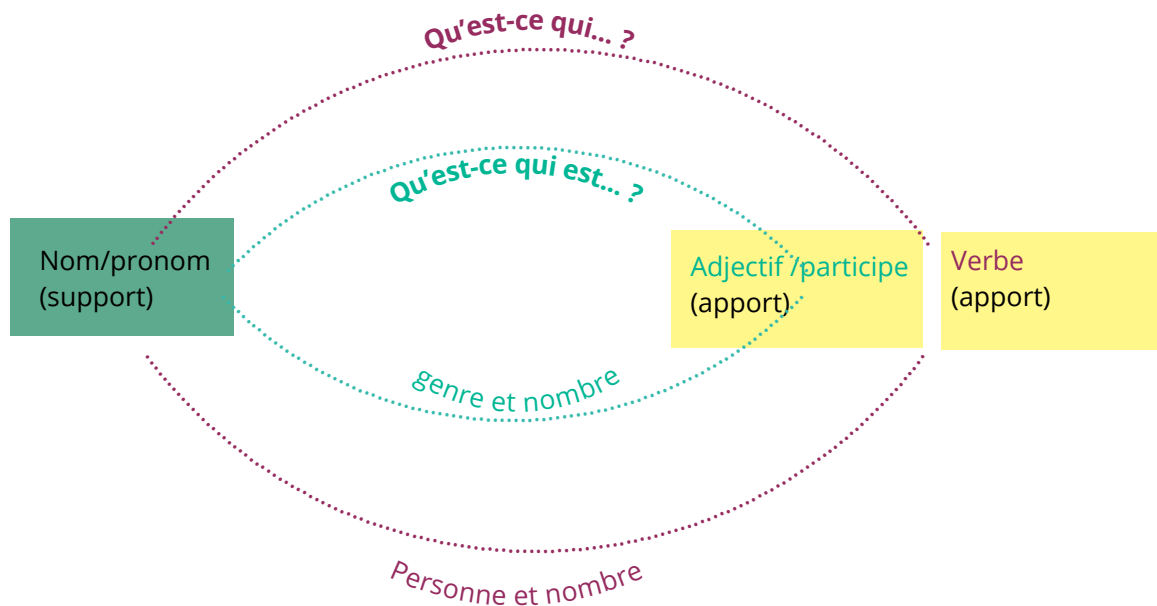 Qu'est-ce qui... ?
Qu'est-ce qui est... ?
Nom/pronom
(support)
Adjectif /participe
(apport)
Verbe
(apport)
genre et nombre
Personne et nombre